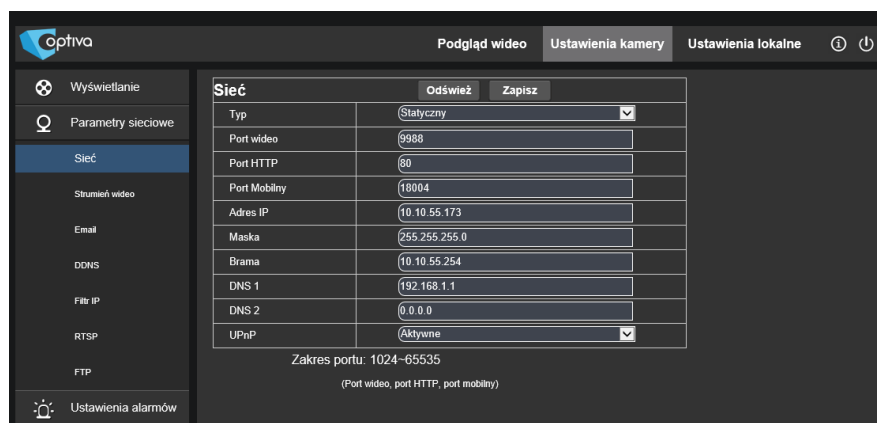 optiva
Podgląd wideo Ustawienia kamery Ustawienia lokalne
Wyświetlanie
Parametry sieciowe
Sieć
Strumień wideo
Email
DDNS
Filtr IP
RTSP
FTP
Ustawienia alarmów
Sieć Odśwież Zapisz
Typ Statyczny
Port wideo 9988
Port HTTP 80
Port Mobilny 18004
Adres IP 10.10.55.173
Maska 255.255.255.0
Brama 10.10.55.254
DNS 1 192.168.1.1
DNS 2 0.0.0.0
UPnP Aktywne
Zakres portu: 1024~65535
(Port wideo, port HTTP, port mobilny)